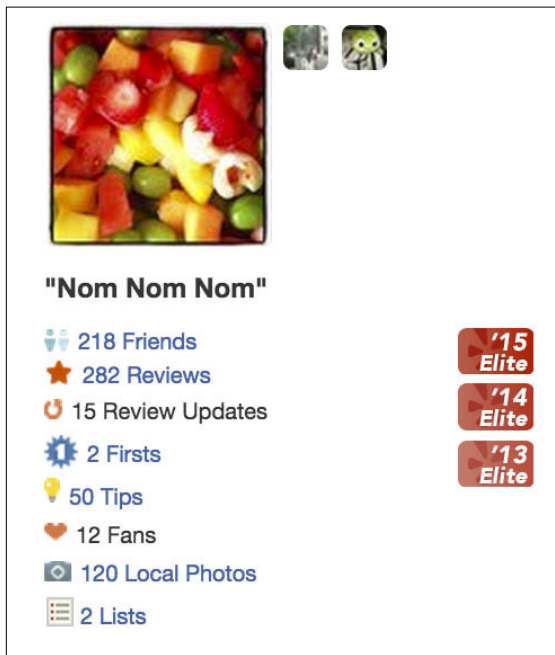 "Nom Nom Nom"
218 Friends
282 Reviews
15 Review Updates
1
2 Firsts
50 Tips
12 Fans
120 Local Photos
2 Lists
'15
Elite
'14
Elite
'13
Elite